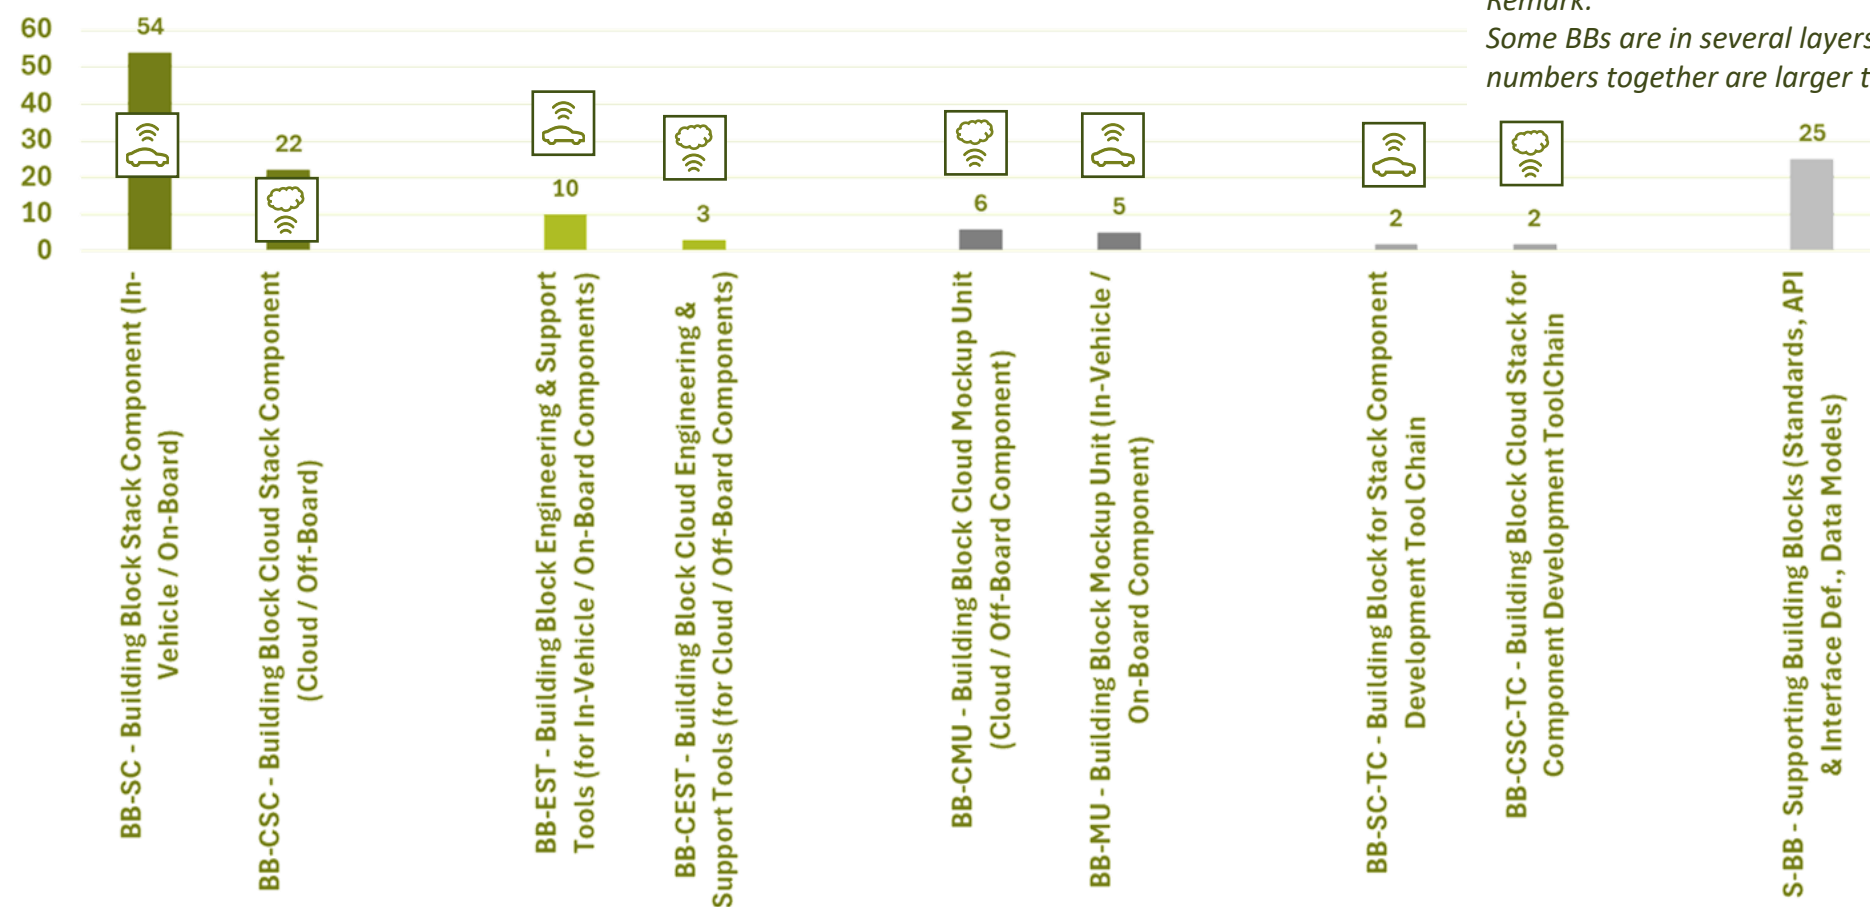 Remark:
Some BBs are in several layers
numbers together are larger t
60
50
40
30
20
10
0
54
22
10
3
6
5
2
2
25
BB-SC - Building Block Stack Component (In-
Vehicle / On-Board)
BB-CSC - Building Block Cloud Stack Component
(Cloud / Off-Board)
BB-EST - Building Block Engineering & Support
Tools (for In-Vehicle / On-Board Components)
BB-CEST - Building Block Cloud Engineering &
Support Tools (for Cloud / Off-Board Components)
BB-CMU - Building Block Cloud Mockup Unit
(Cloud / Off-Board Component)
BB-MU - Building Block Mockup Unit (In-Vehicle /
On-Board Component)
BB-SC-TC - Building Block for Stack Component
Development Tool Chain
BB-CSC-TC - Building Block Cloud Stack for
Component Development ToolChain
S-BB - Supporting Building Blocks (Standards, API
& Interface Def., Data Models)